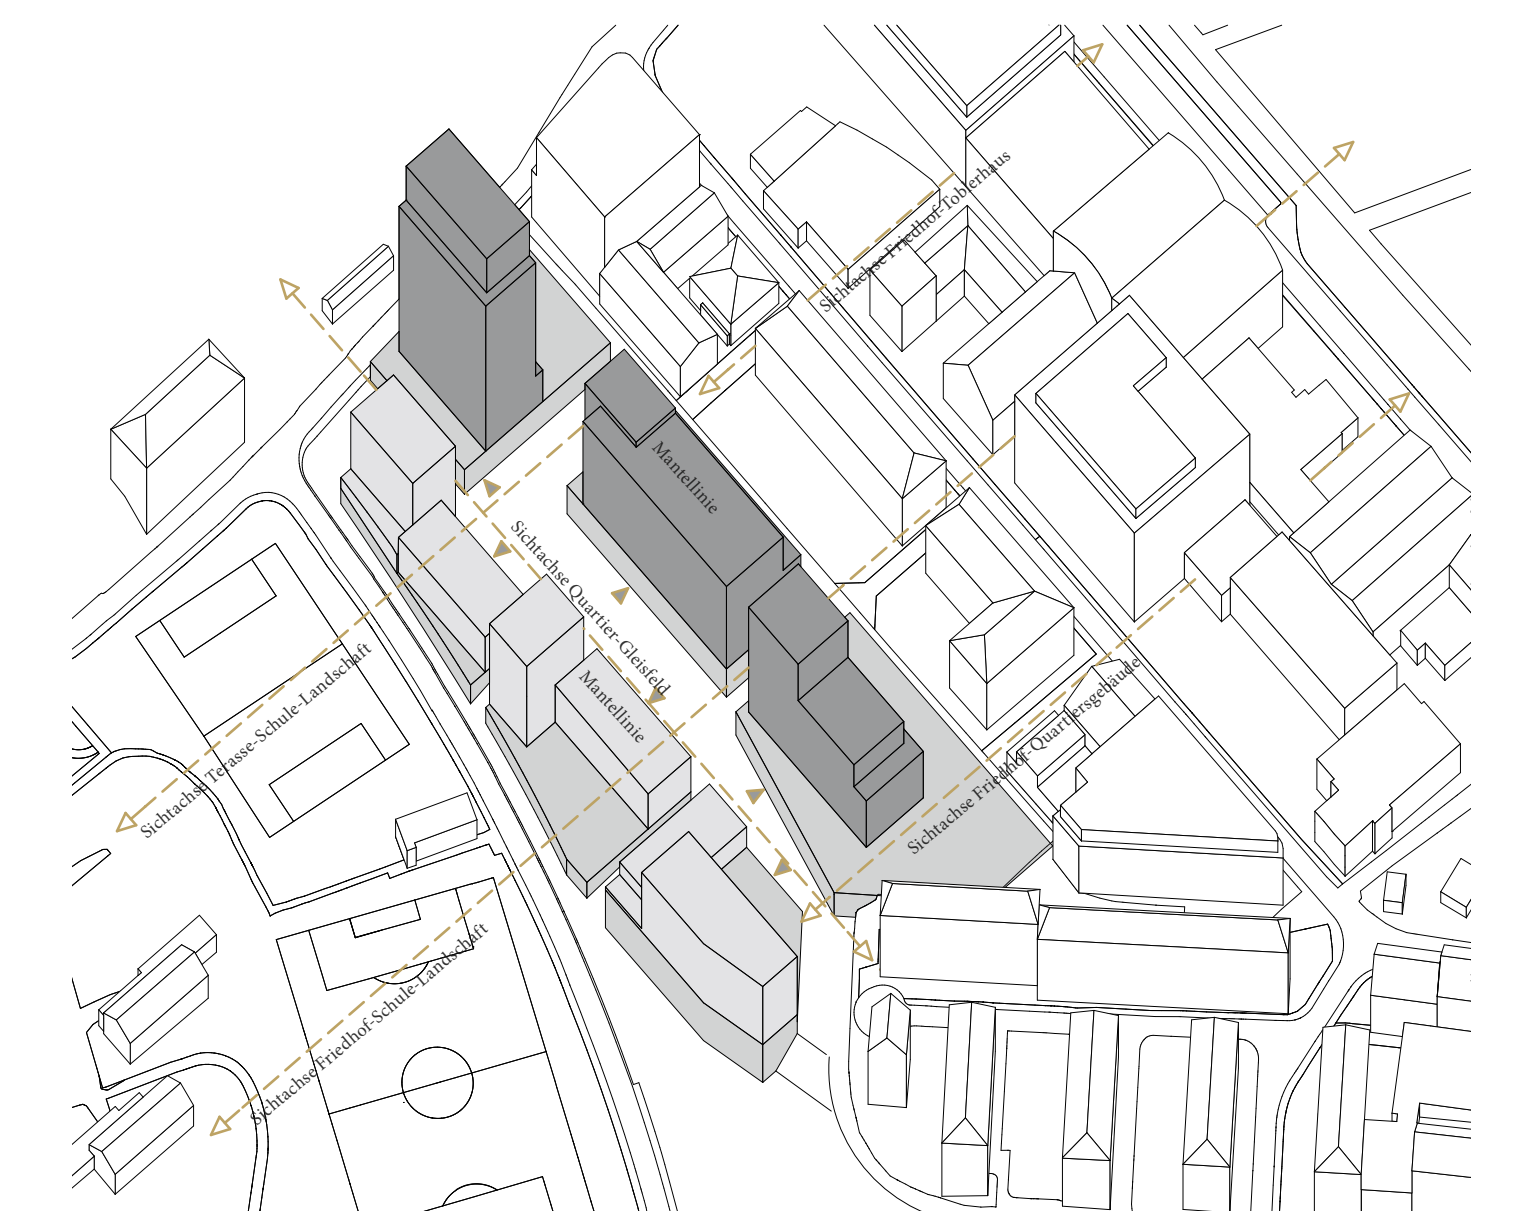 Sichtachse Friedhof-Toblerhaus
Mantellinie
Sichtachse Quartier-Gleisfeld
Mantellinie
Sichtachse Terasse-Schule-Landschaft
Sichtachse Friedhof-Quartiersgebäude
Sichtachse Friedhof-Schule-Landschaft